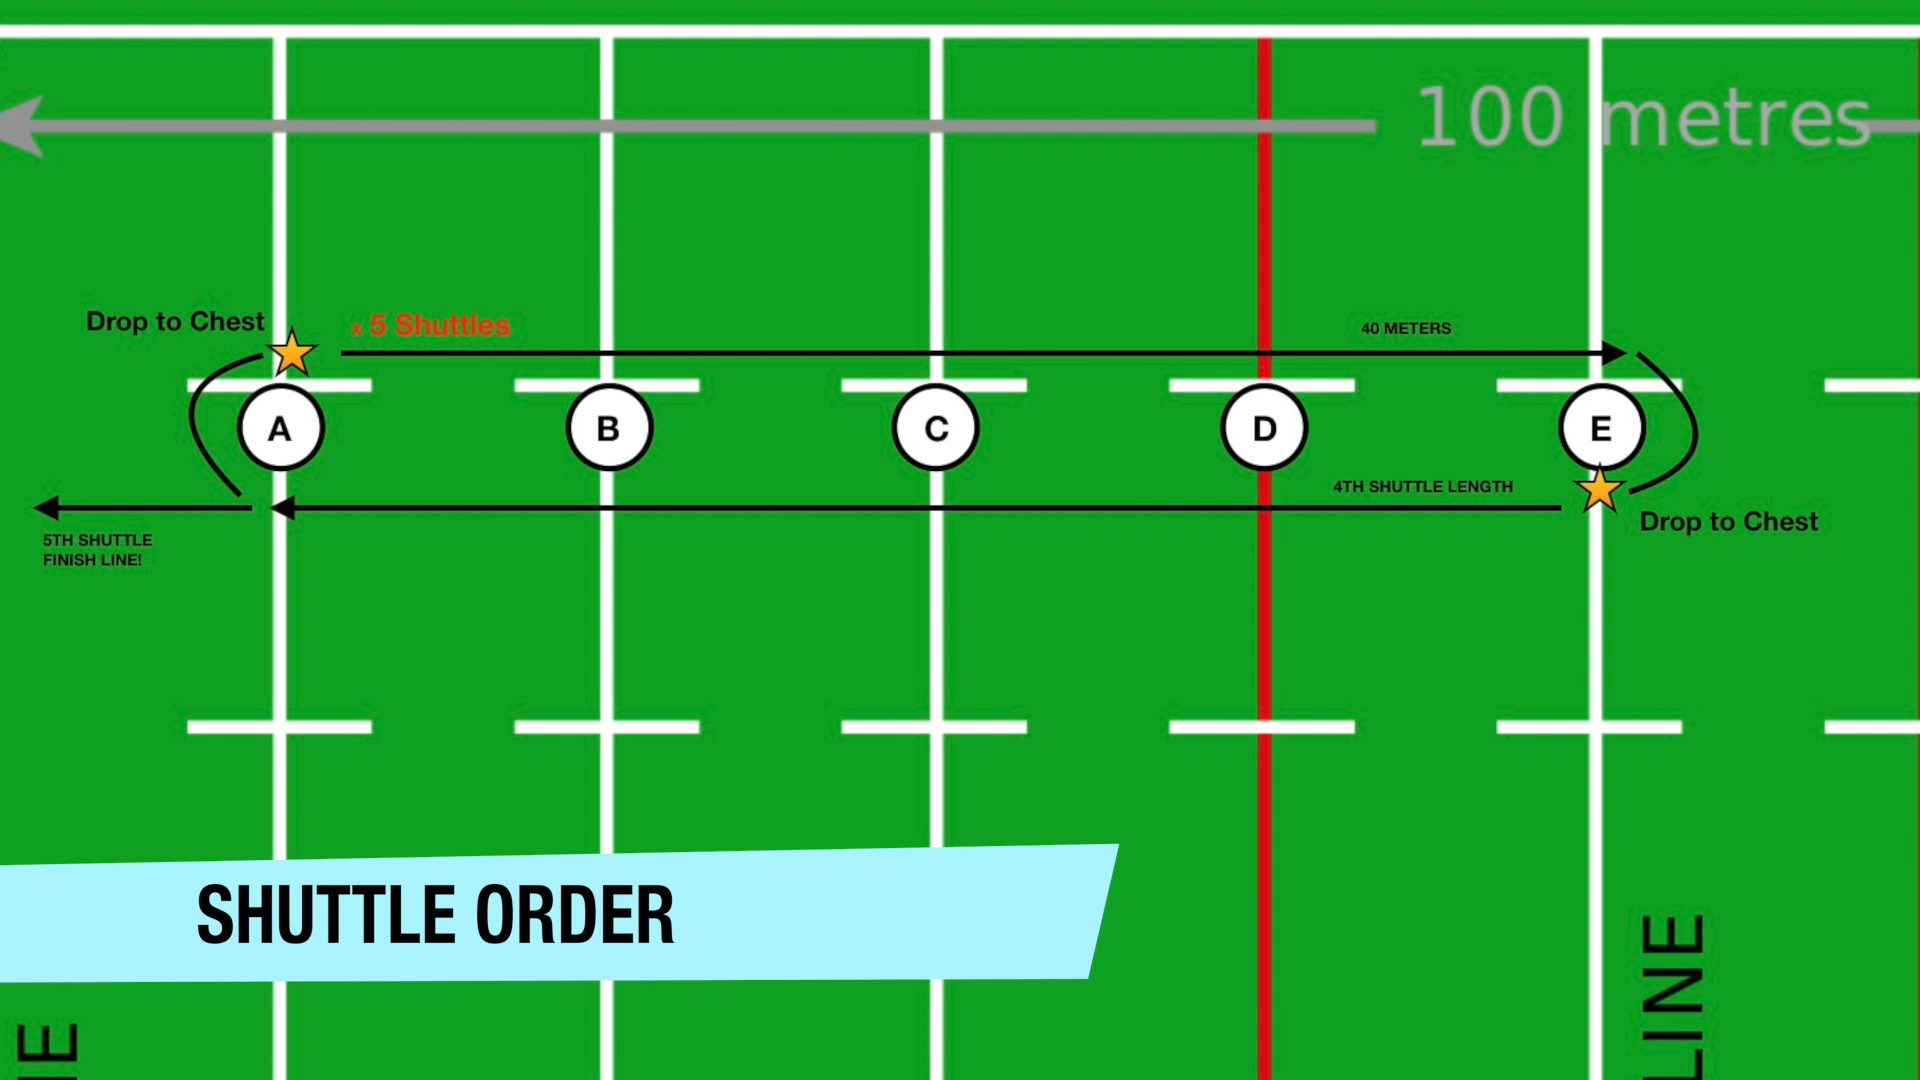 100 metres
Drop to Chest
x 5 Shuttles
40 METERS
A
B
C
D
E
4TH SHUTTLE LENGTH
Drop to Chest
5TH SHUTTLE
FINISH LINE!
SHUTTLE ORDER
LINE